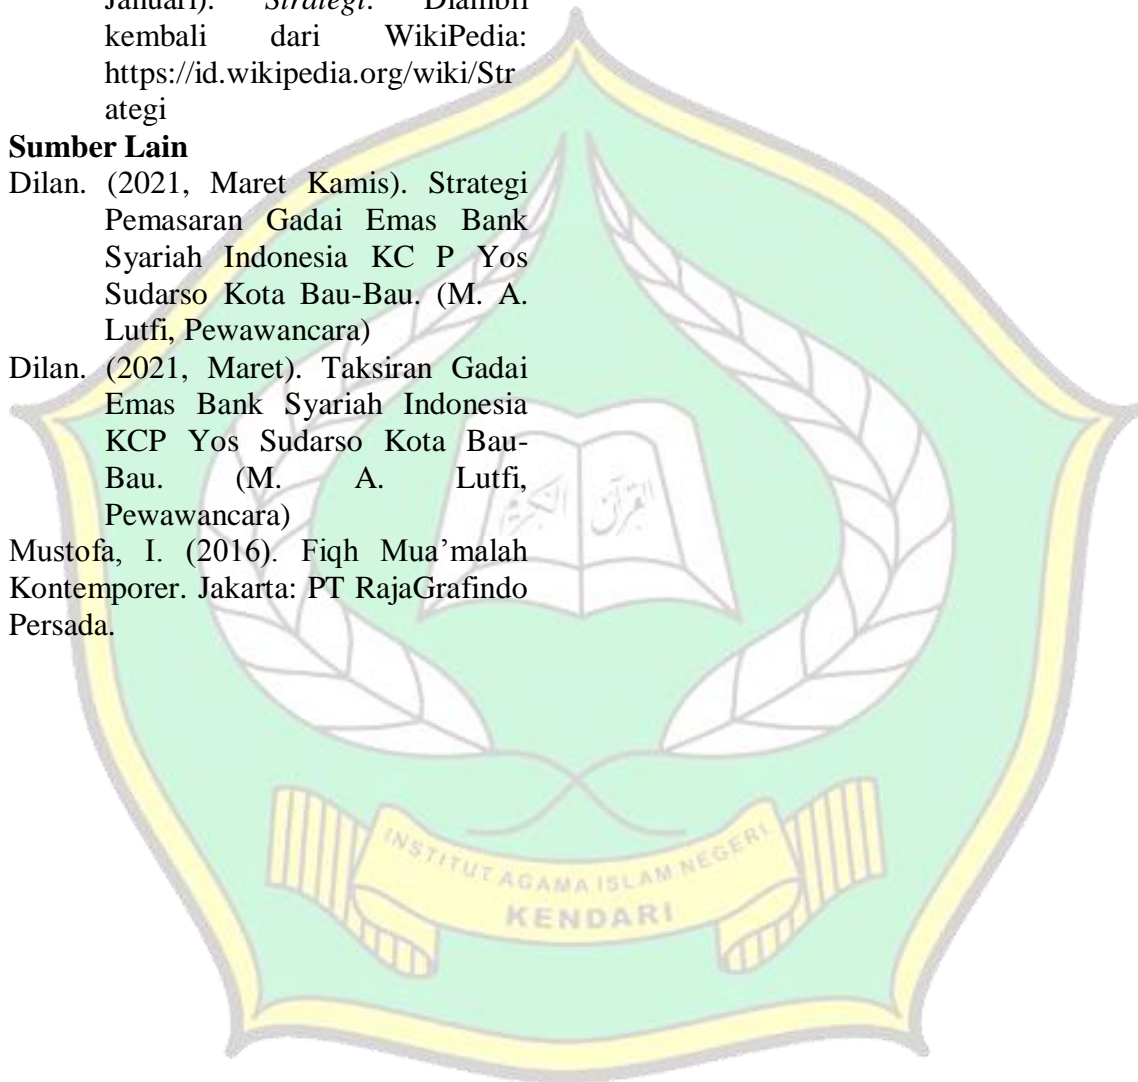 Januari). Strategi. Diambil
kembali dari WikiPedia:
https://id.wikipedia.org/wiki/Str
ategi
Sumber Lain
Dilan. (2021, Maret Kamis). Strategi
Pemasaran Gadai Emas Bank
Syariah Indonesia KC P Yos
Sudarso Kota Bau-Bau. (M. A.
Lutfi, Pewawancara)
Dilan. (2021, Maret). Taksiran Gadai
Emas Bank Syariah Indonesia
KCP Yos Sudarso Kota Bau-
Bau. (M. A. Lutfi,
Pewawancara)
Mustofa, I. (2016). Fiqh Mua’malah
Kontemporer. Jakarta: PT RajaGrafindo
Persada.
القرآن الكريم
INSTITUT AGAMA ISLAM NEGERI
KENDARI